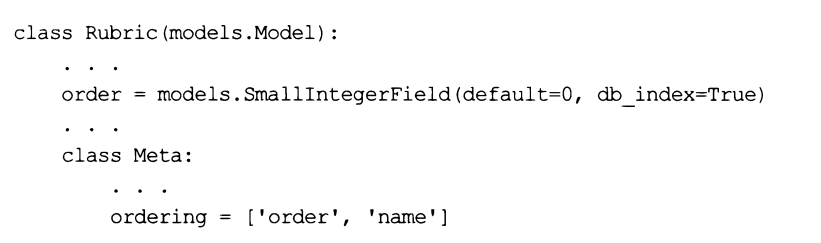 class Rubric(models.Model):
    . . .
    order = models.SmallIntegerField(default=0, db_index=True)
    . . .
    class Meta:
        . . .
        ordering = ['order', 'name']